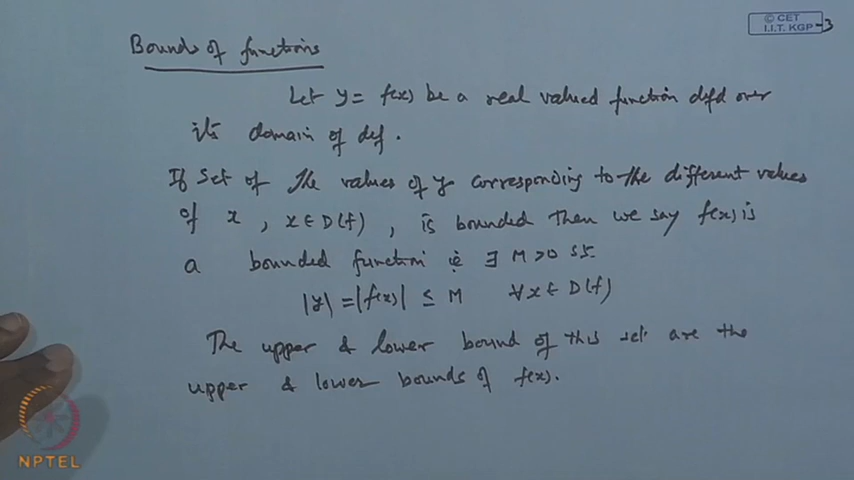 © CET
I.I.T. KGP -3
Bounds of functions
Let y = f(x) be a real valued function defd over
its domain of def.
If Set of the values of y corresponding to the different values
of x , x ∈ D(f) , is bounded then we say f(x) is
a bounded function ie ∃ M>0 s.t.
|y| = |f(x)| ≤ M ∀x ∈ D(f)
The upper & lower bound of this set are the
upper & lower bounds of f(x).
NPTEL